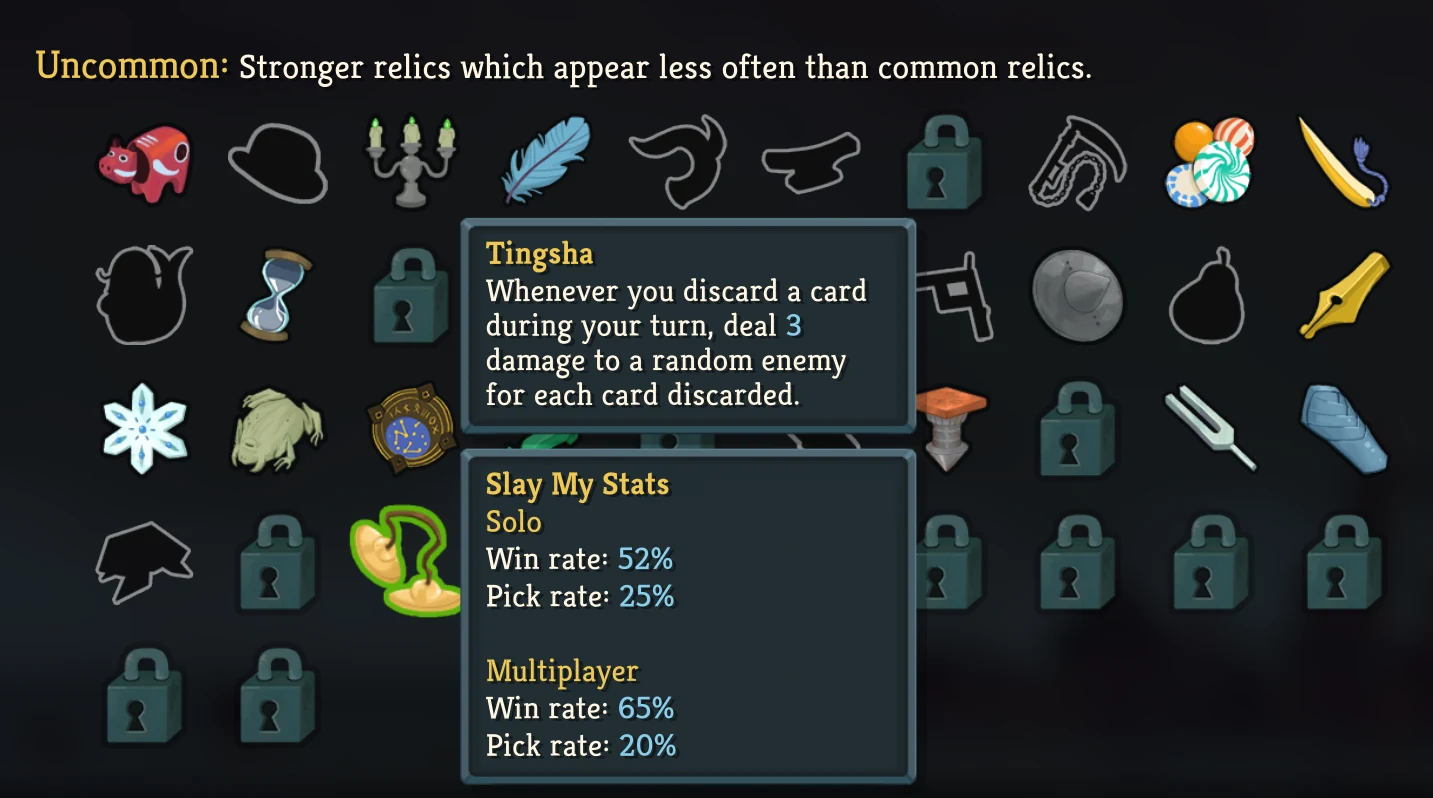 Uncommon: Stronger relics which appear less often than common relics.
Tingsha
Whenever you discard a card
during your turn, deal 3
damage to a random enemy
for each card discarded.
Slay My Stats
Solo
Win rate: 52%
Pick rate: 25%
Multiplayer
Win rate: 65%
Pick rate: 20%